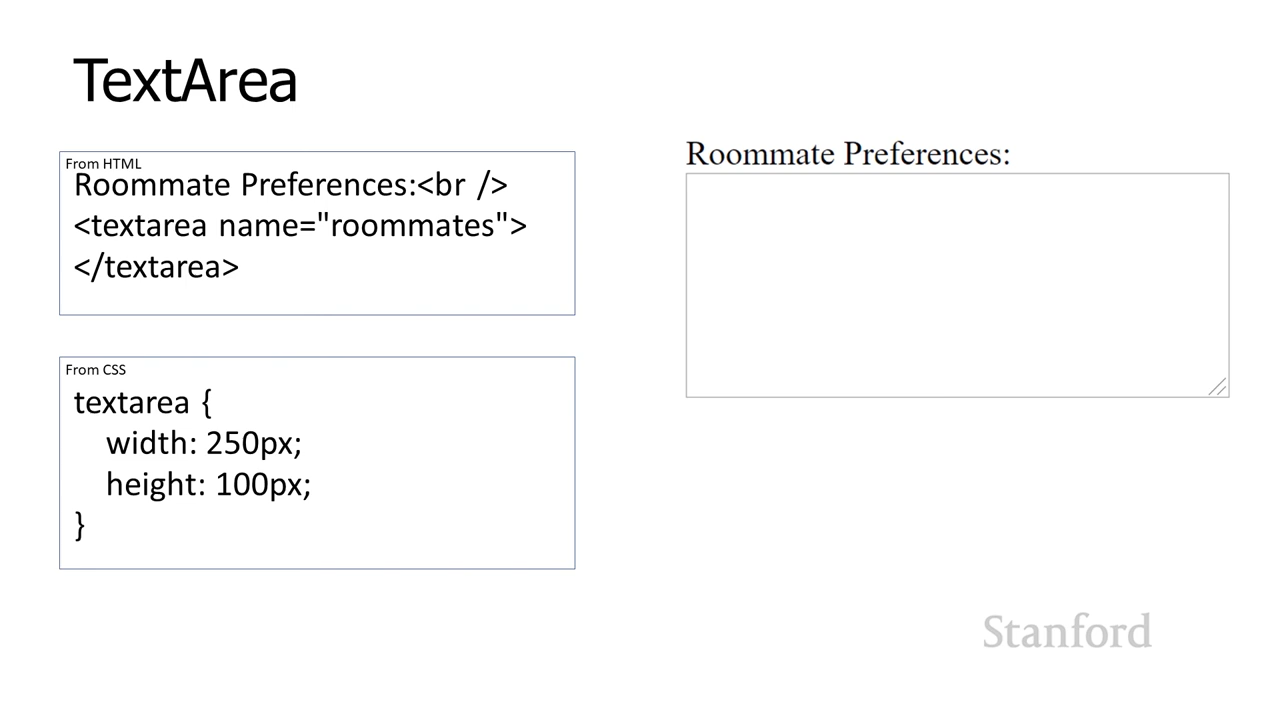 TextArea
From HTML
Roommate Preferences:<br />
<textarea name="roommates">
</textarea>
From CSS
textarea {
    width: 250px;
    height: 100px;
}
Roommate Preferences:
Stanford